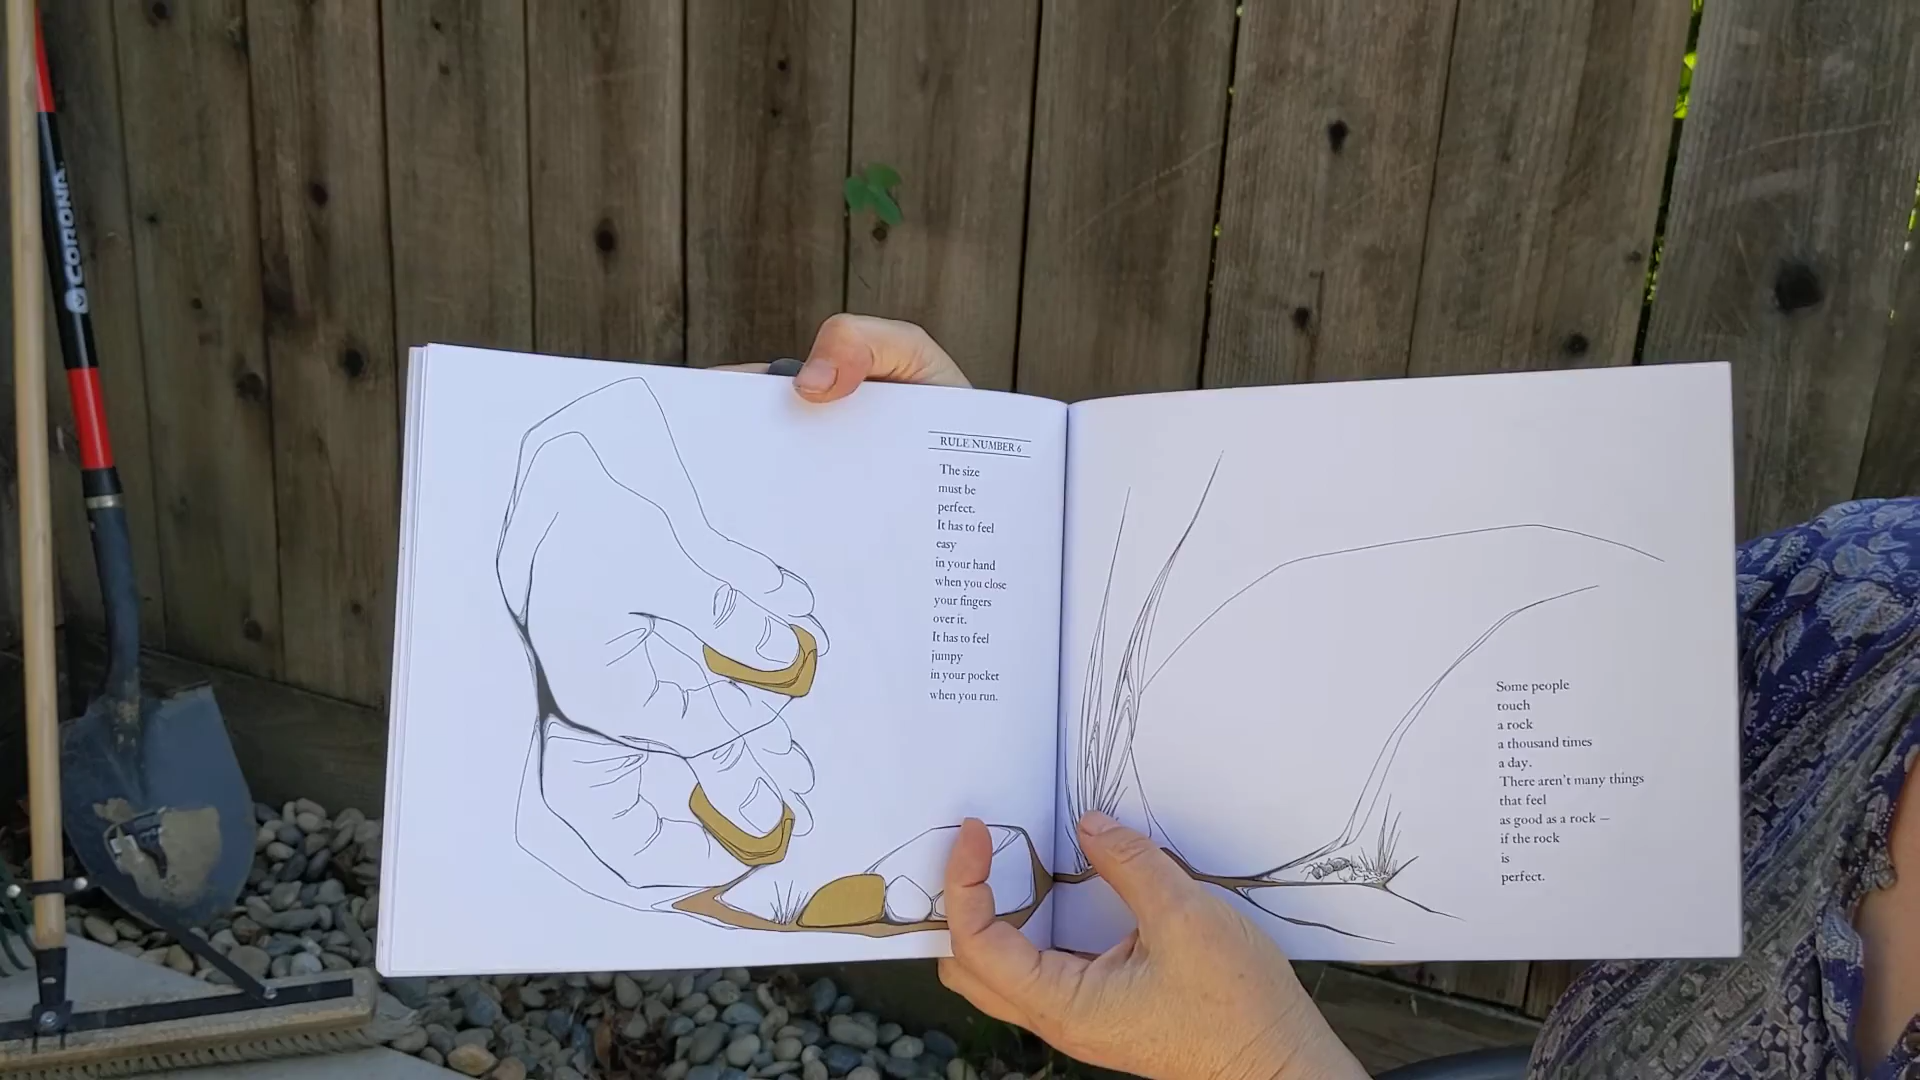 CORONA
RULE NUMBER 6
The size
must be
perfect.
It has to feel
easy
in your hand
when you close
your fingers
over it.
It has to feel
jumpy
in your pocket
when you run.
Some people
touch
a rock
a thousand times
a day.
There aren't many things
that feel
as good as a rock —
if the rock
is
perfect.